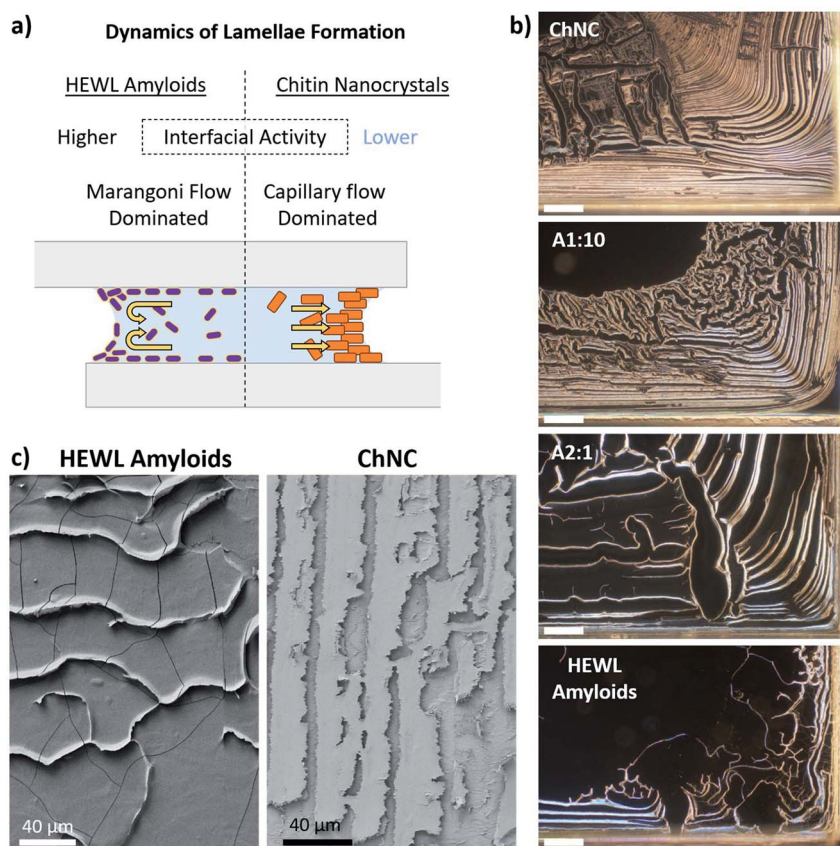 a)
Dynamics of Lamellae Formation
HEWL Amyloids
Chitin Nanocrystals
Higher
Interfacial Activity
Lower
Marangoni Flow
Dominated
Capillary flow
Dominated
b)
ChNC
A1:10
A2:1
HEWL
Amyloids
c)
HEWL Amyloids
ChNC
40 µm
40 µm